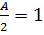 A/2 = 1